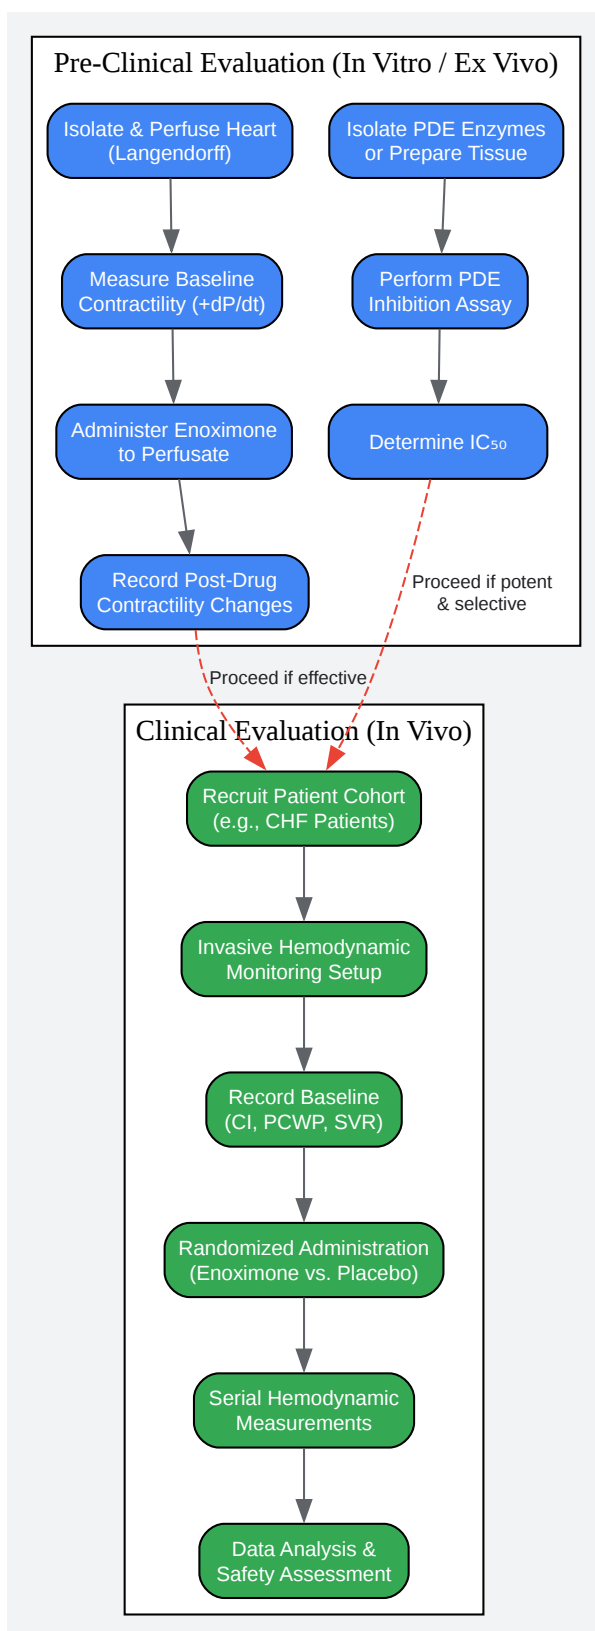 Pre-Clinical Evaluation (In Vitro / Ex Vivo)
Isolate & Perfuse Heart
(Langendorff)
Isolate PDE Enzymes
or Prepare Tissue
Measure Baseline
Contractility (+dP/dt)
Perform PDE
Inhibition Assay
Administer Enoximone
to Perfusate
Determine IC₅₀
Record Post-Drug
Contractility Changes
Proceed if potent
& selective
Proceed if effective
Clinical Evaluation (In Vivo)
Recruit Patient Cohort
(e.g., CHF Patients)
Invasive Hemodynamic
Monitoring Setup
Record Baseline
(CI, PCWP, SVR)
Randomized Administration
(Enoximone vs. Placebo)
Serial Hemodynamic
Measurements
Data Analysis &
Safety Assessment